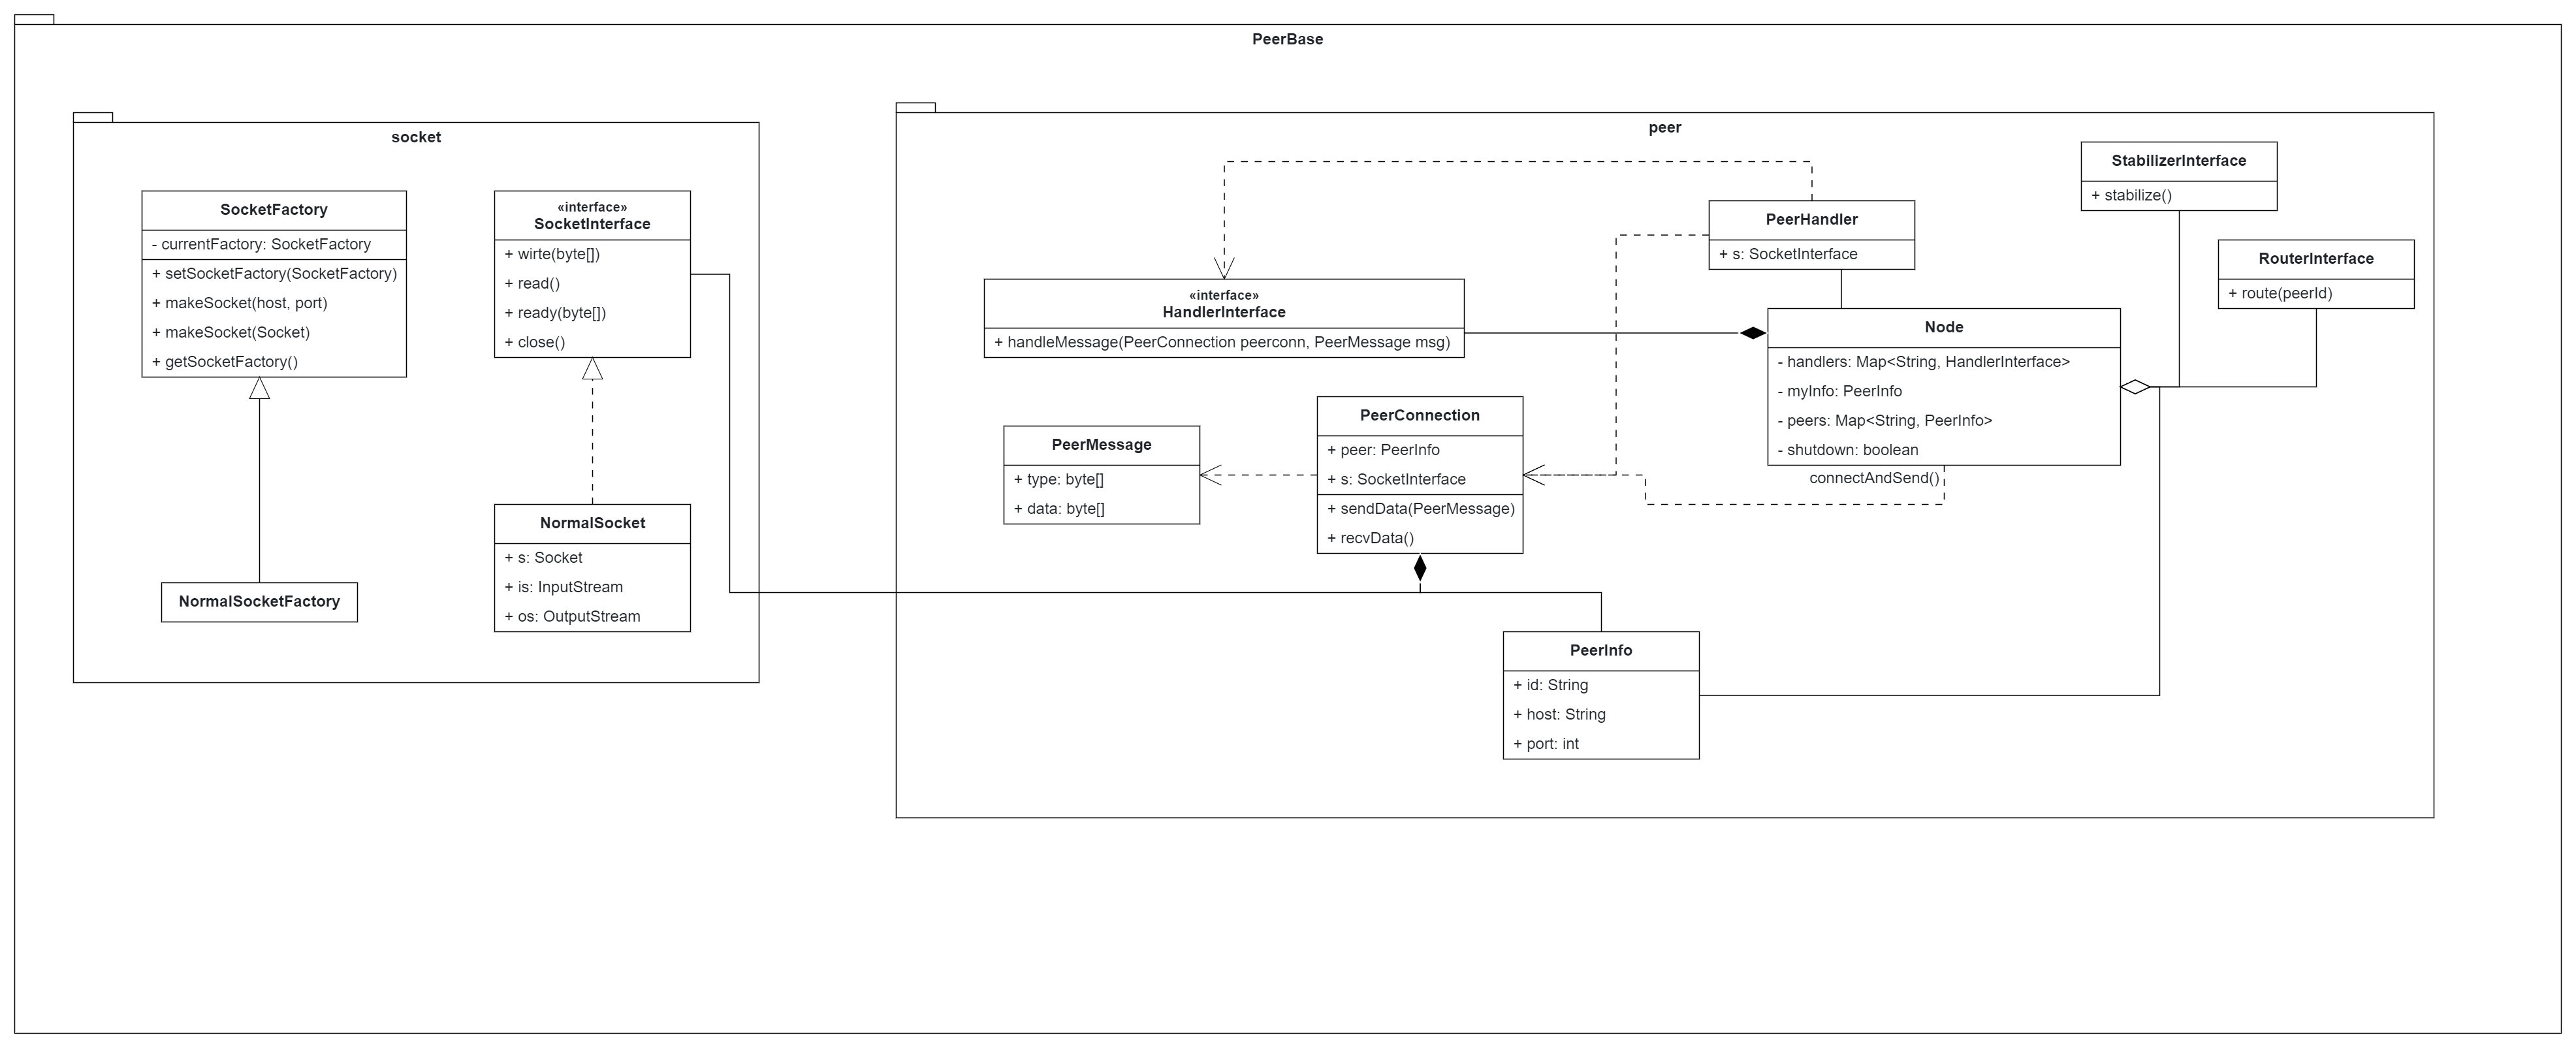 PeerBase
socket
SocketFactory
- currentFactory: SocketFactory
+ setSocketFactory(SocketFactory)
+ makeSocket(host, port)
+ makeSocket(Socket)
+ getSocketFactory()
NormalSocketFactory
«interface»
SocketInterface
+ wirte(byte[])
+ read()
+ ready(byte[])
+ close()
NormalSocket
+ s: Socket
+ is: InputStream
+ os: OutputStream
peer
StabilizerInterface
+ stabilize()
PeerHandler
+ s: SocketInterface
RouterInterface
+ route(peerId)
«interface»
HandlerInterface
+ handleMessage(PeerConnection peerconn, PeerMessage msg)
Node
- handlers: Map<String, HandlerInterface>
- myInfo: PeerInfo
- peers: Map<String, PeerInfo>
- shutdown: boolean
connectAndSend()
PeerConnection
+ peer: PeerInfo
+ s: SocketInterface
+ sendData(PeerMessage)
+ recvData()
PeerMessage
+ type: byte[]
+ data: byte[]
PeerInfo
+ id: String
+ host: String
+ port: int